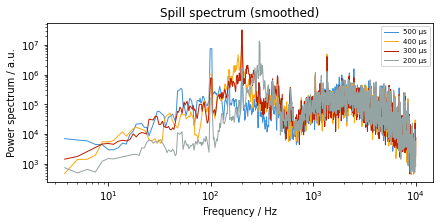 Spill spectrum (smoothed)
Power spectrum / a.u.
10⁷
10⁶
10⁵
10⁴
10³
500 µs
400 µs
300 µs
200 µs
10¹
10²
10³
10⁴
Frequency / Hz